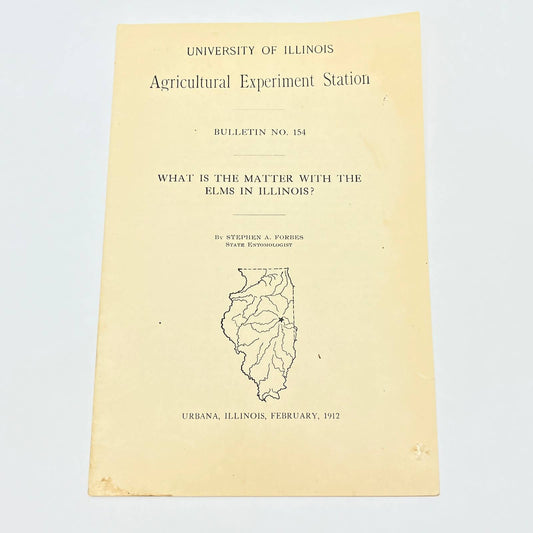 UNIVERSITY OF ILLINOIS
Agricultural Experiment Station
BULLETIN NO. 154
WHAT IS THE MATTER WITH THE
ELMS IN ILLINOIS?
BY STEPHEN A. FORBES
STATE ENTOMOLOGIST
URBANA, ILLINOIS, FEBRUARY, 1912